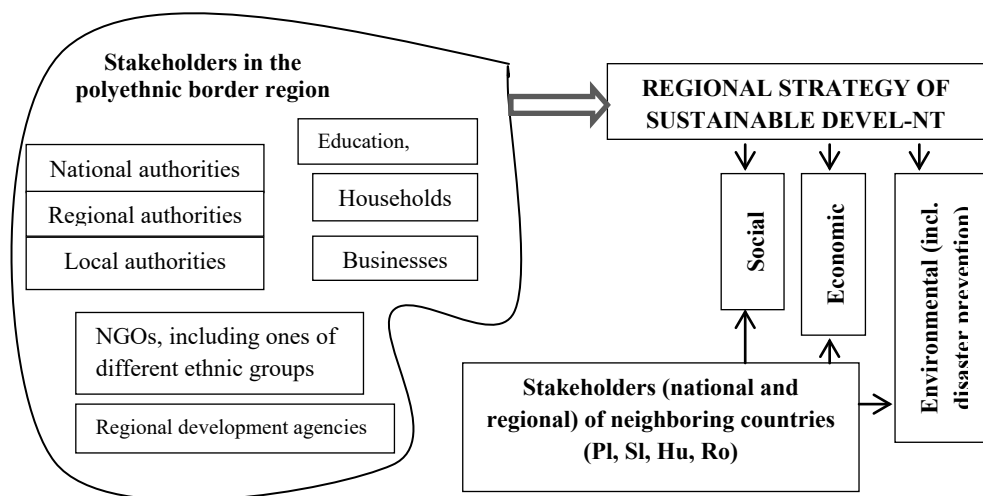 Stakeholders in the
polyethnic border region
Education,
National authorities
Regional authorities
Local authorities
Households
Businesses
NGOs, including ones of
different ethnic groups
Regional development agencies
REGIONAL STRATEGY OF
SUSTAINABLE DEVEL-NT
Social
Economic
Environmental (incl.
disaster prevention)
Stakeholders (national and
regional) of neighboring countries
(Pl, Sl, Hu, Ro)